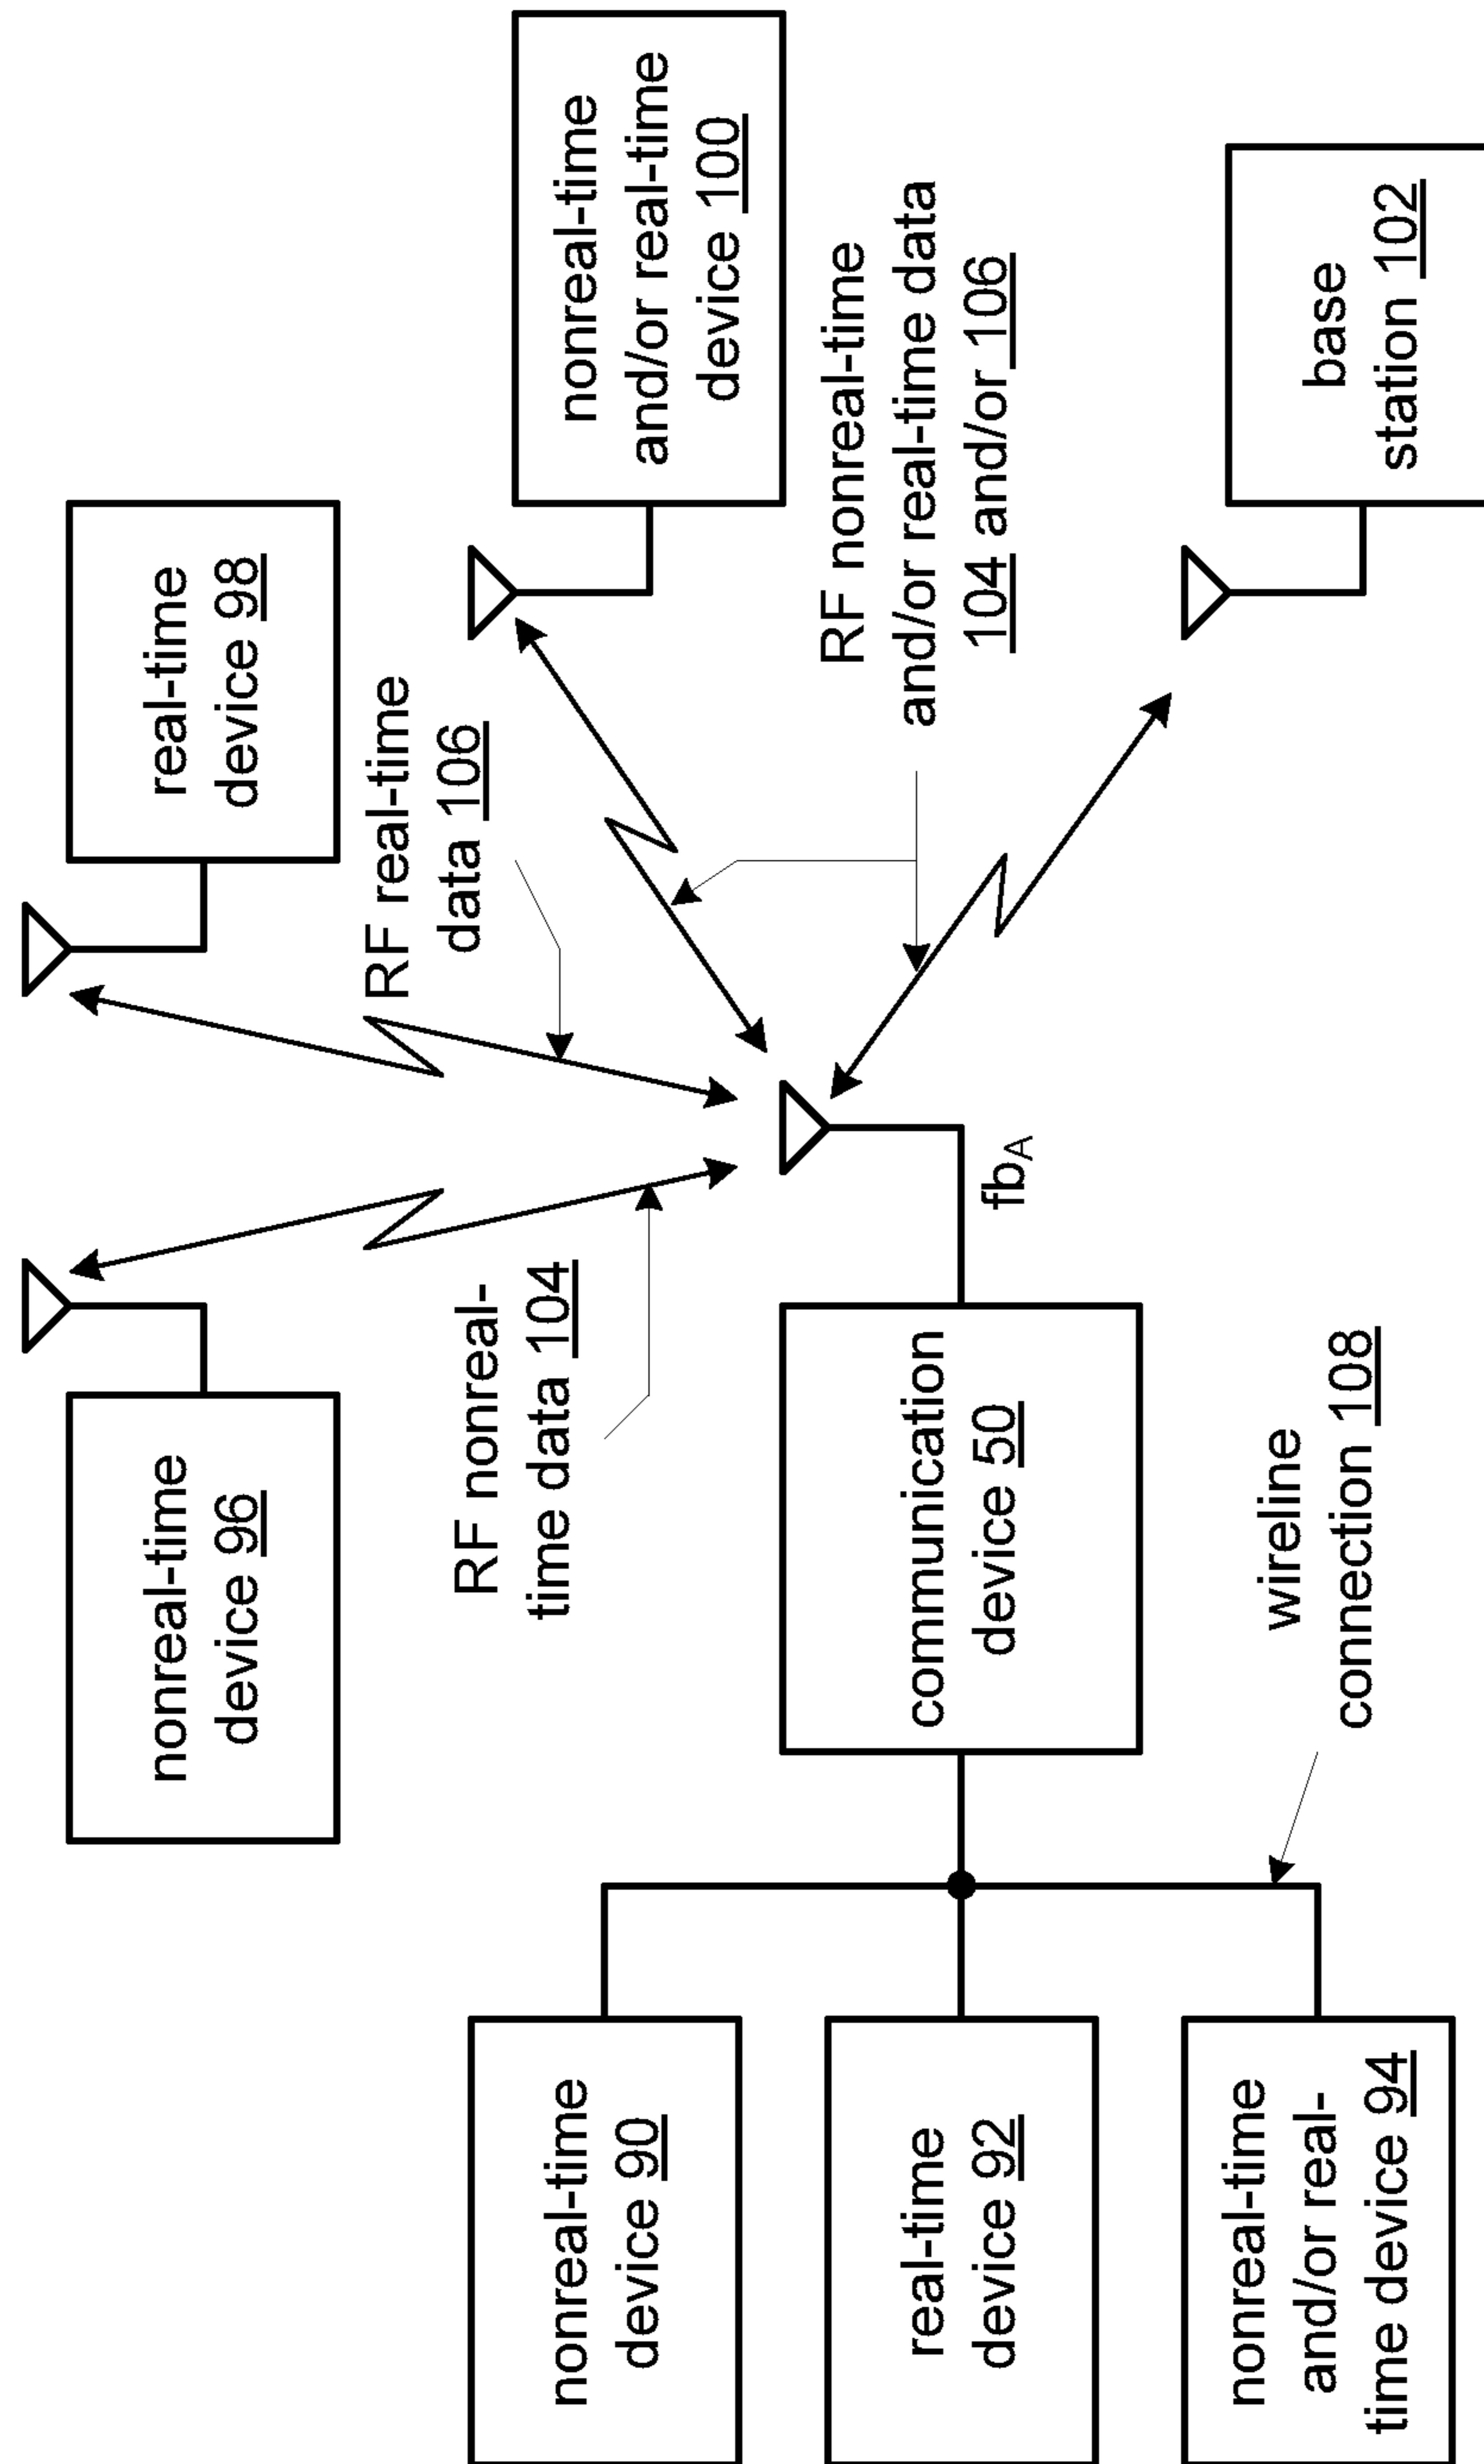 nonreal-time
device 96
real-time
device 98
RF nonreal-
time data 104
RF real-time
data 106
nonreal-time
and/or real-time
device 100
nonreal-time
device 90
communication
device 50
fb_A
RF nonreal-time
and/or real-time data
104 and/or 106
real-time
device 92
nonreal-time
and/or real-
time device 94
wireline
connection 108
base
station 102